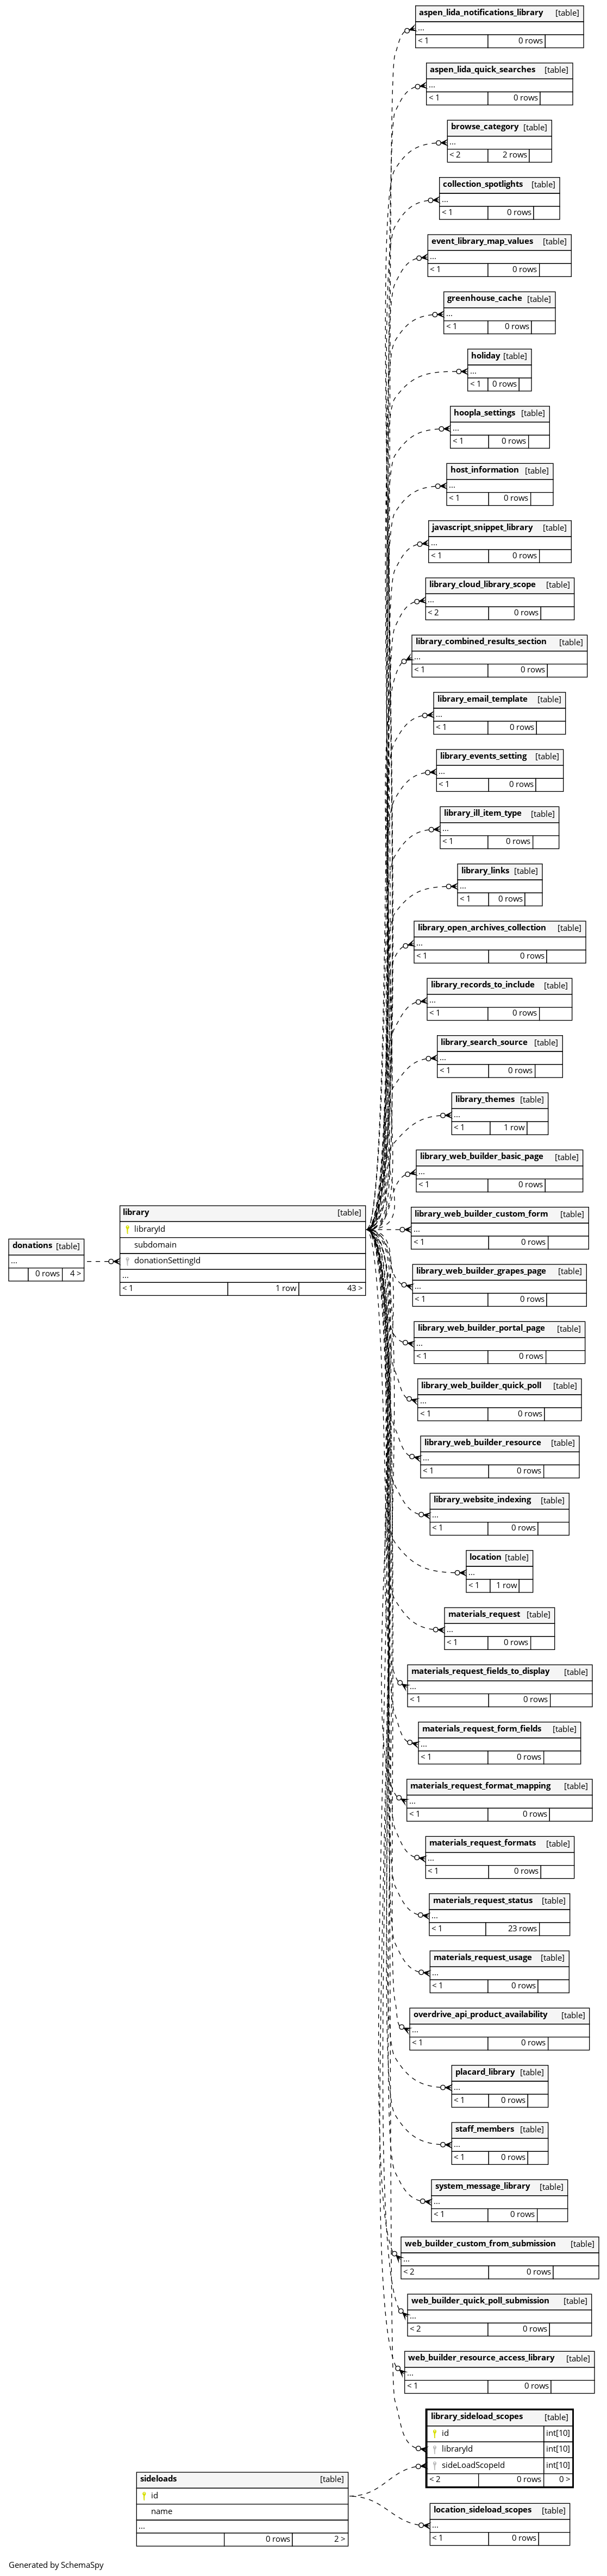 aspen_lida_notifications_library [table]
...
< 1 0 rows
aspen_lida_quick_searches [table]
...
< 1 0 rows
browse_category [table]
...
< 2 2 rows
collection_spotlights [table]
...
< 1 0 rows
event_library_map_values [table]
...
< 1 0 rows
greenhouse_cache [table]
...
< 1 0 rows
holiday [table]
...
< 1 0 rows
hoopla_settings [table]
...
< 1 0 rows
host_information [table]
...
< 1 0 rows
javascript_snippet_library [table]
...
< 1 0 rows
library_cloud_library_scope [table]
...
< 2 0 rows
library_combined_results_section [table]
...
< 1 0 rows
library_email_template [table]
...
< 1 0 rows
library_events_setting [table]
...
< 1 0 rows
library_ill_item_type [table]
...
< 1 0 rows
library_links [table]
...
< 1 0 rows
library_open_archives_collection [table]
...
< 1 0 rows
library_records_to_include [table]
...
< 1 0 rows
library_search_source [table]
...
< 1 0 rows
library_themes [table]
...
< 1 1 row
library_web_builder_basic_page [table]
...
< 1 0 rows
donations [table]
...
0 rows 4 >
library [table]
libraryId
subdomain
donationSettingId
...
< 1 1 row 43 >
library_web_builder_custom_form [table]
...
< 1 0 rows
library_web_builder_grapes_page [table]
...
< 1 0 rows
library_web_builder_portal_page [table]
...
< 1 0 rows
library_web_builder_quick_poll [table]
...
< 1 0 rows
library_web_builder_resource [table]
...
< 1 0 rows
library_website_indexing [table]
...
< 1 0 rows
location [table]
...
< 1 1 row
materials_request [table]
...
< 1 0 rows
materials_request_fields_to_display [table]
...
< 1 0 rows
materials_request_form_fields [table]
...
< 1 0 rows
materials_request_format_mapping [table]
...
< 1 0 rows
materials_request_formats [table]
...
< 1 0 rows
materials_request_status [table]
...
< 1 23 rows
materials_request_usage [table]
...
< 1 0 rows
overdrive_api_product_availability [table]
...
< 1 0 rows
placard_library [table]
...
< 1 0 rows
staff_members [table]
...
< 1 0 rows
system_message_library [table]
...
< 1 0 rows
web_builder_custom_from_submission [table]
...
< 2 0 rows
web_builder_quick_poll_submission [table]
...
< 2 0 rows
web_builder_resource_access_library [table]
...
< 1 0 rows
library_sideload_scopes [table]
id int[10]
libraryId int[10]
sideLoadScopeId int[10]
< 2 0 rows 0 >
sideloads [table]
id
name
...
0 rows 2 >
location_sideload_scopes [table]
...
< 1 0 rows
Generated by SchemaSpy